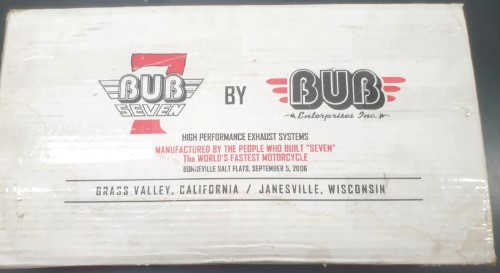 7
BUB
SEVEN
BY
BUB
Enterprises Inc.
HIGH PERFORMANCE EXHAUST SYSTEMS
MANUFACTURED BY THE PEOPLE WHO BUILT "SEVEN"
The WORLD'S FASTEST MOTORCYCLE
BONNEVILLE SALT FLATS, SEPTEMBER 5, 2006
GRASS VALLEY, CALIFORNIA / JANESVILLE, WISCONSIN